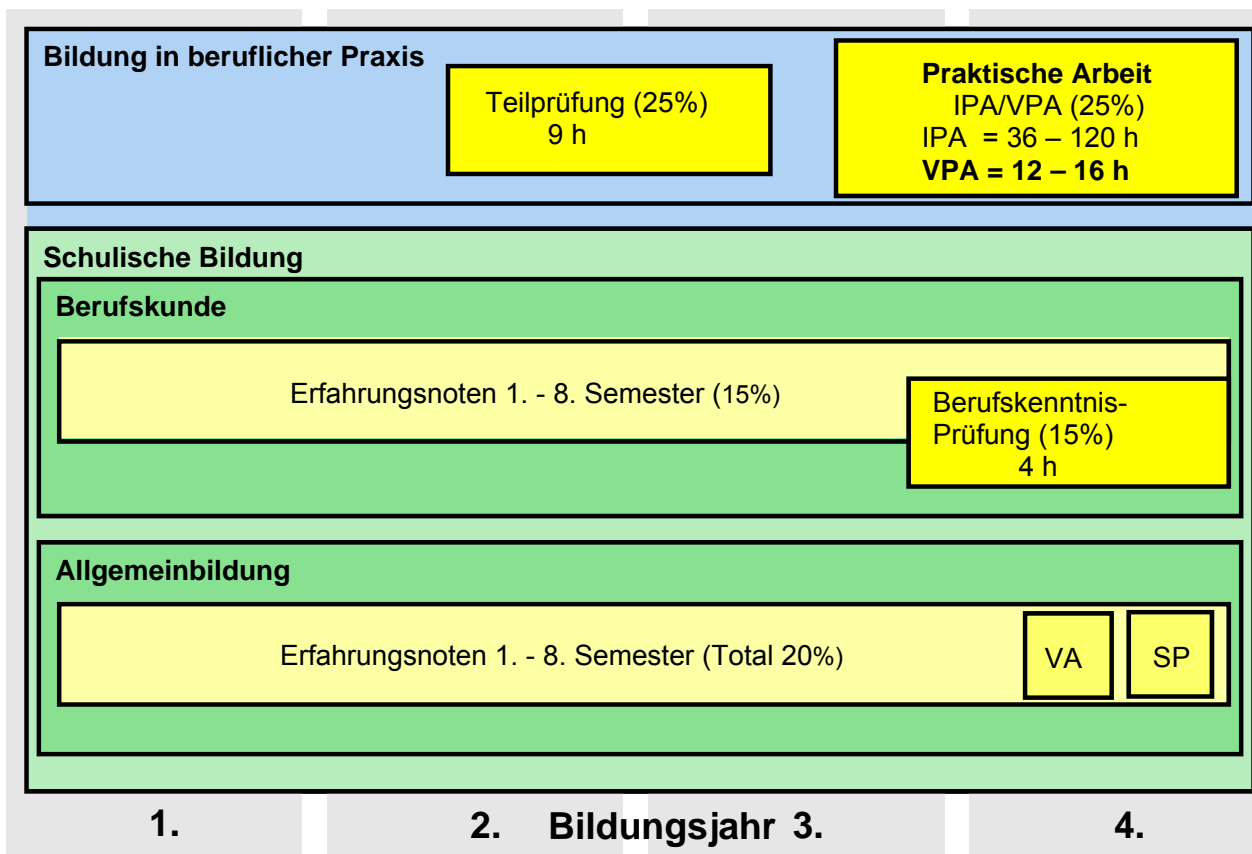 Bildung in beruflicher Praxis
Teilprüfung (25%)
9 h
Praktische Arbeit
IPA/VPA (25%)
IPA = 36 – 120 h
VPA = 12 – 16 h
Schulische Bildung
Berufskunde
Erfahrungsnoten 1. - 8. Semester (15%)
Berufskenntnis-
Prüfung (15%)
4 h
Allgemeinbildung
Erfahrungsnoten 1. - 8. Semester (Total 20%)
VA
SP
1. 2. Bildungsjahr 3. 4.